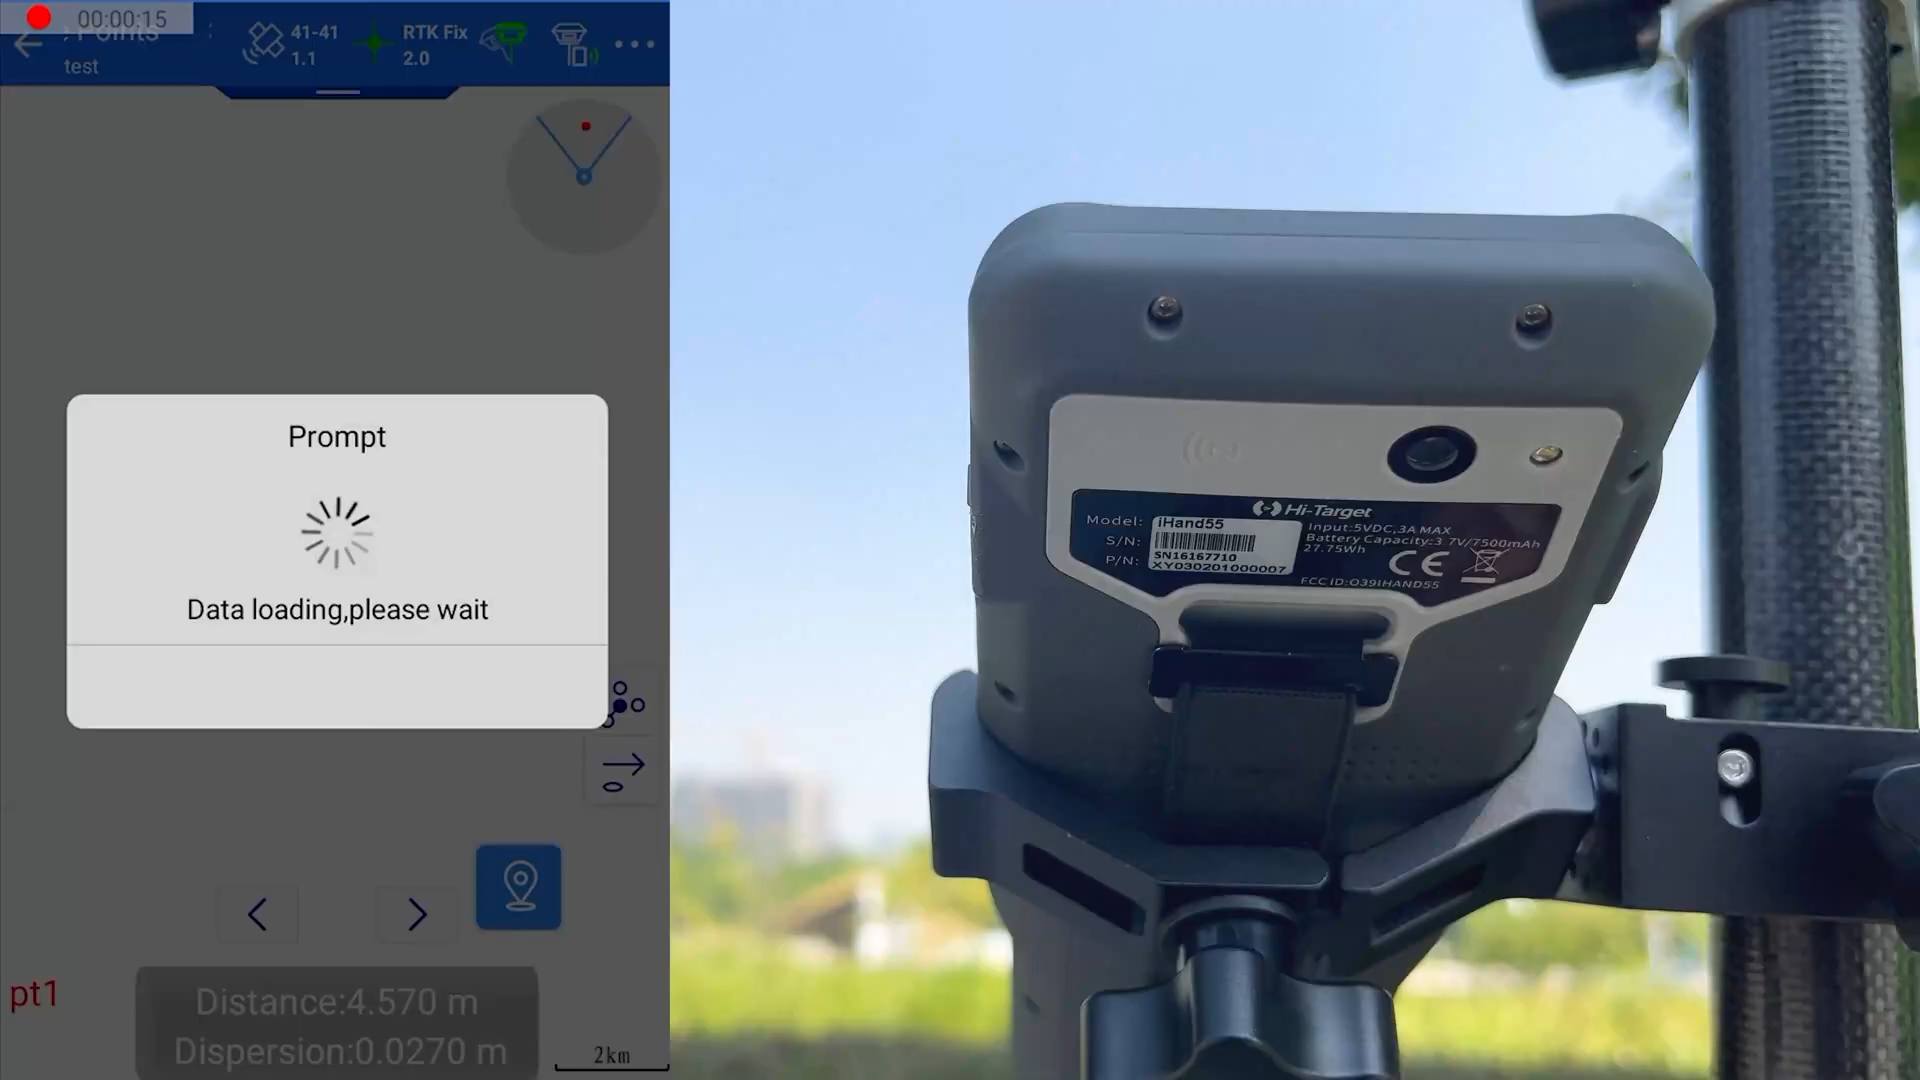 00:00:15
Points
test
41-41
1.1
RTK Fix
2.0
Prompt
Data loading,please wait
pt1
Distance:4.570 m
Dispersion:0.0270 m
2km
Hi-Target
Model: iHand55
S/N:
SN16167710
P/N: XY030201000007
Input:5VDC,3A MAX
Battery Capacity:3.7V/7500mAh
27.75Wh
CE
FCC ID:O39IHAND55